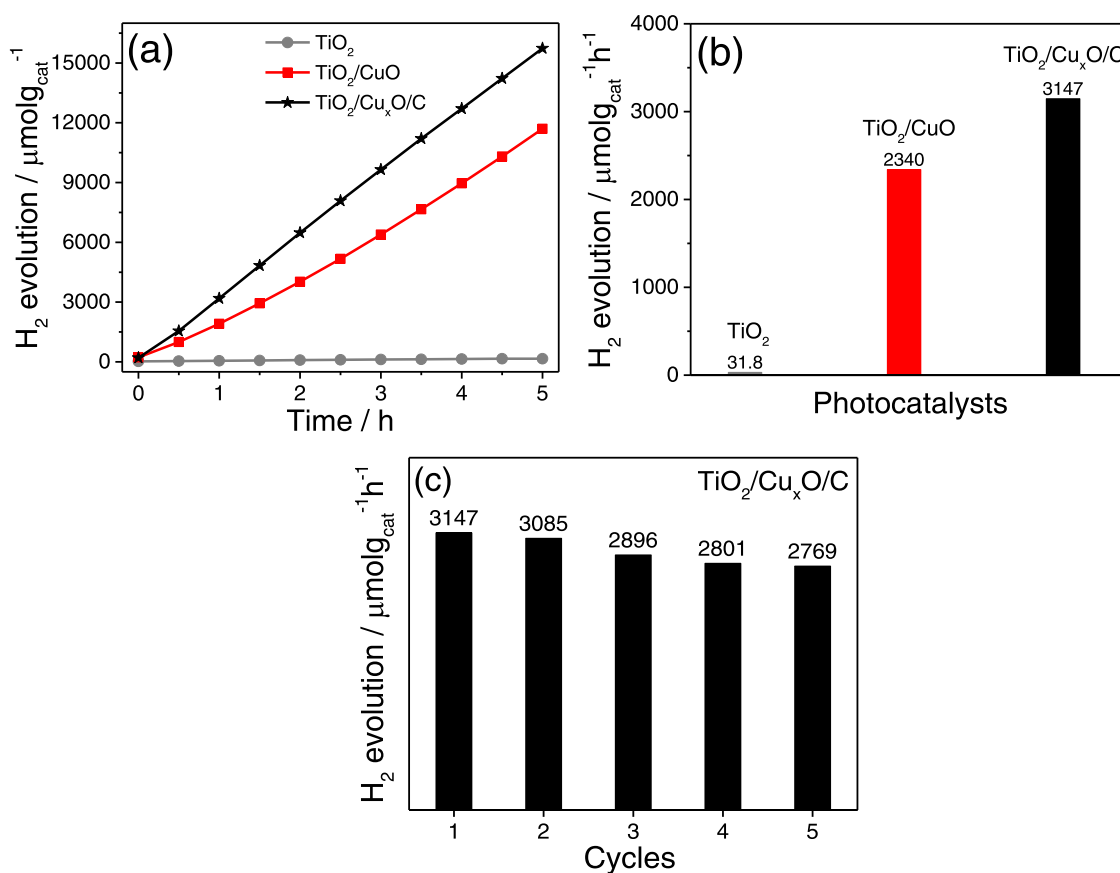 (a)
TiO₂
TiO₂/CuO
TiO₂/CuₓO/C
H₂ evolution / μmolg_cat⁻¹
15000
12000
9000
6000
3000
0
0 1 2 3 4 5
Time / h
(b)
H₂ evolution / μmolg_cat⁻¹h⁻¹
4000
3000
2000
1000
0
TiO₂
31.8
TiO₂/CuO
2340
TiO₂/CuₓO/C
3147
Photocatalysts
(c)
TiO₂/CuₓO/C
H₂ evolution / μmolg_cat⁻¹h⁻¹
3147 3085 2896 2801 2769
1 2 3 4 5
Cycles